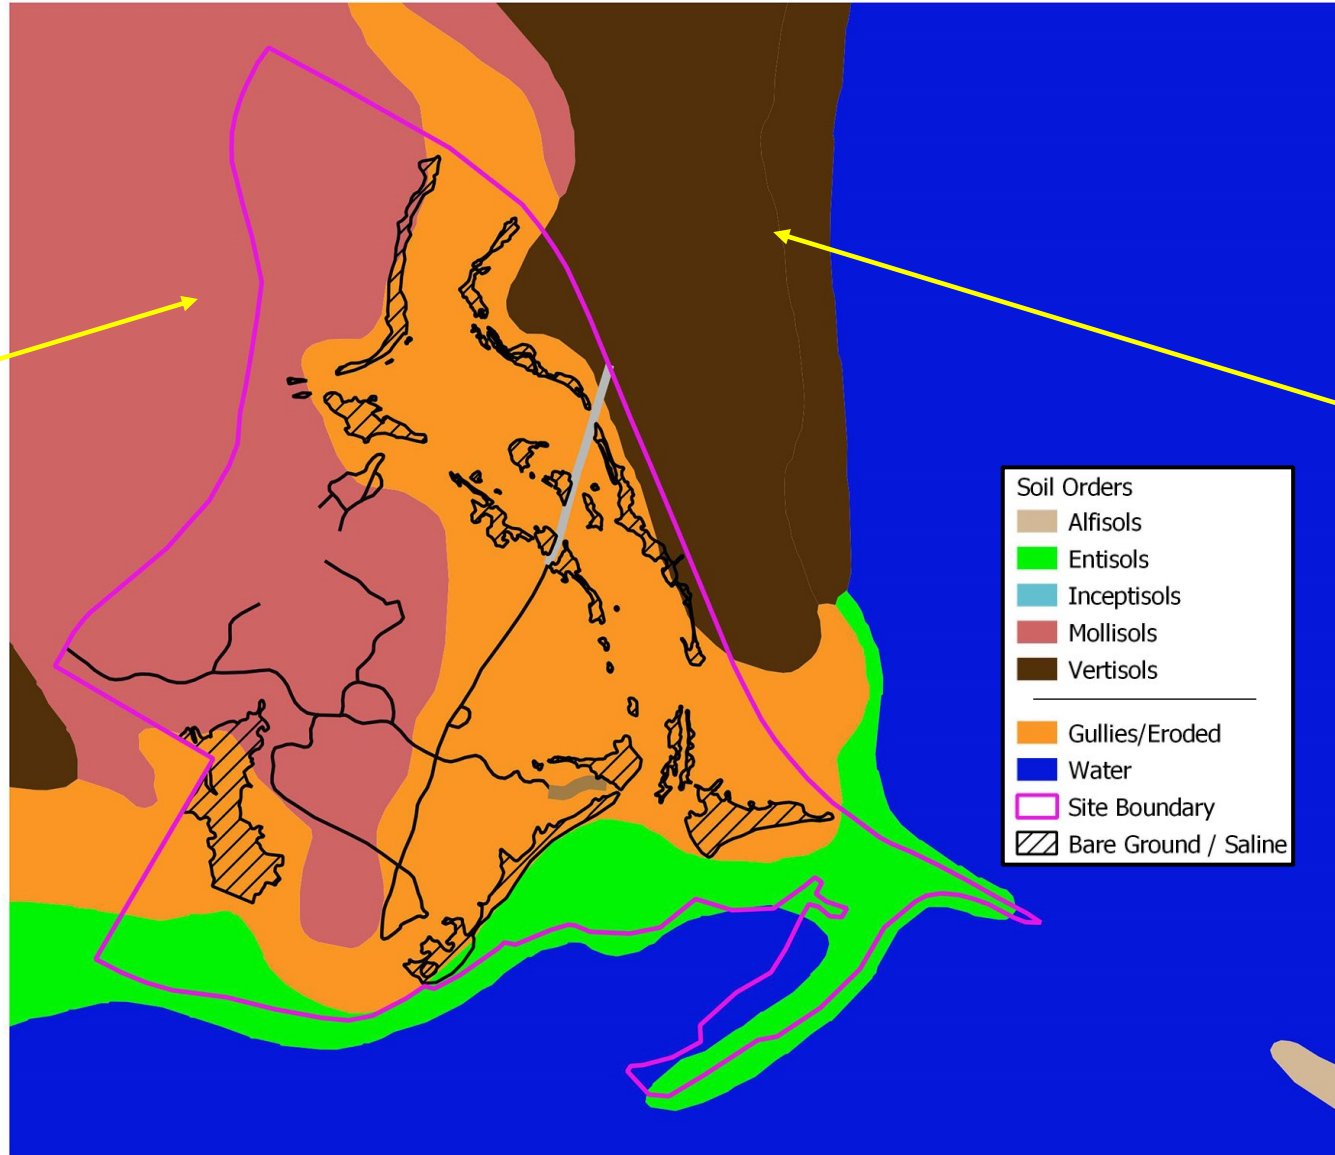 Soil Orders
Alfisols
Entisols
Inceptisols
Mollisols
Vertisols
Gullies/Eroded
Water
Site Boundary
Bare Ground / Saline